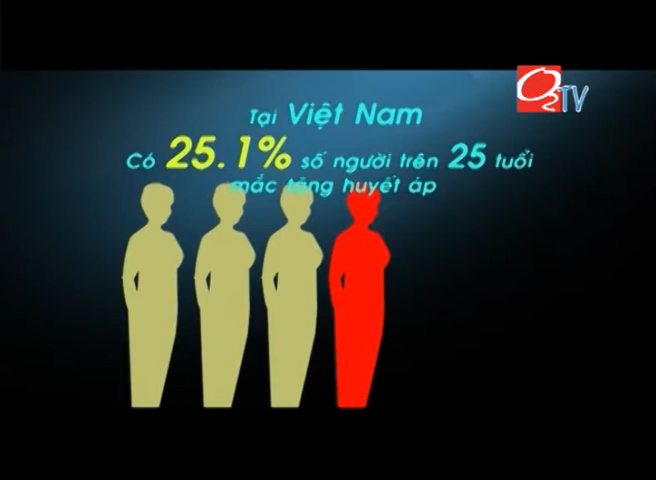 O2TV
Tại Việt Nam
Có 25.1% số người trên 25 tuổi
mắc tăng huyết áp